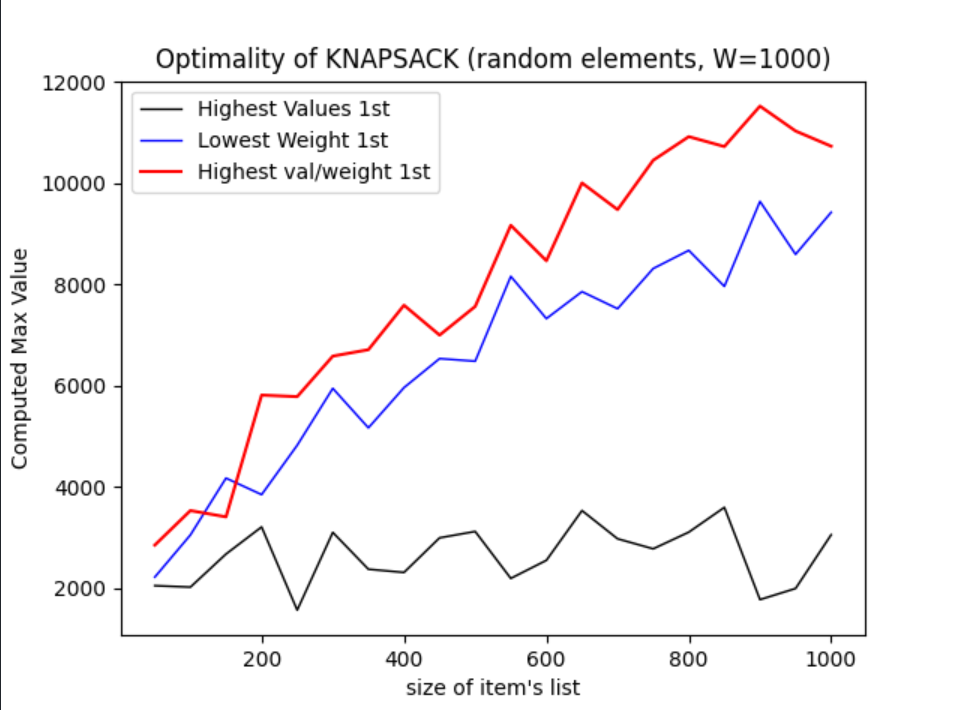 Optimality of KNAPSACK (random elements, W=1000)
12000
10000
8000
6000
4000
2000
Computed Max Value
Highest Values 1st
Lowest Weight 1st
Highest val/weight 1st
200 400 600 800 1000
size of item's list